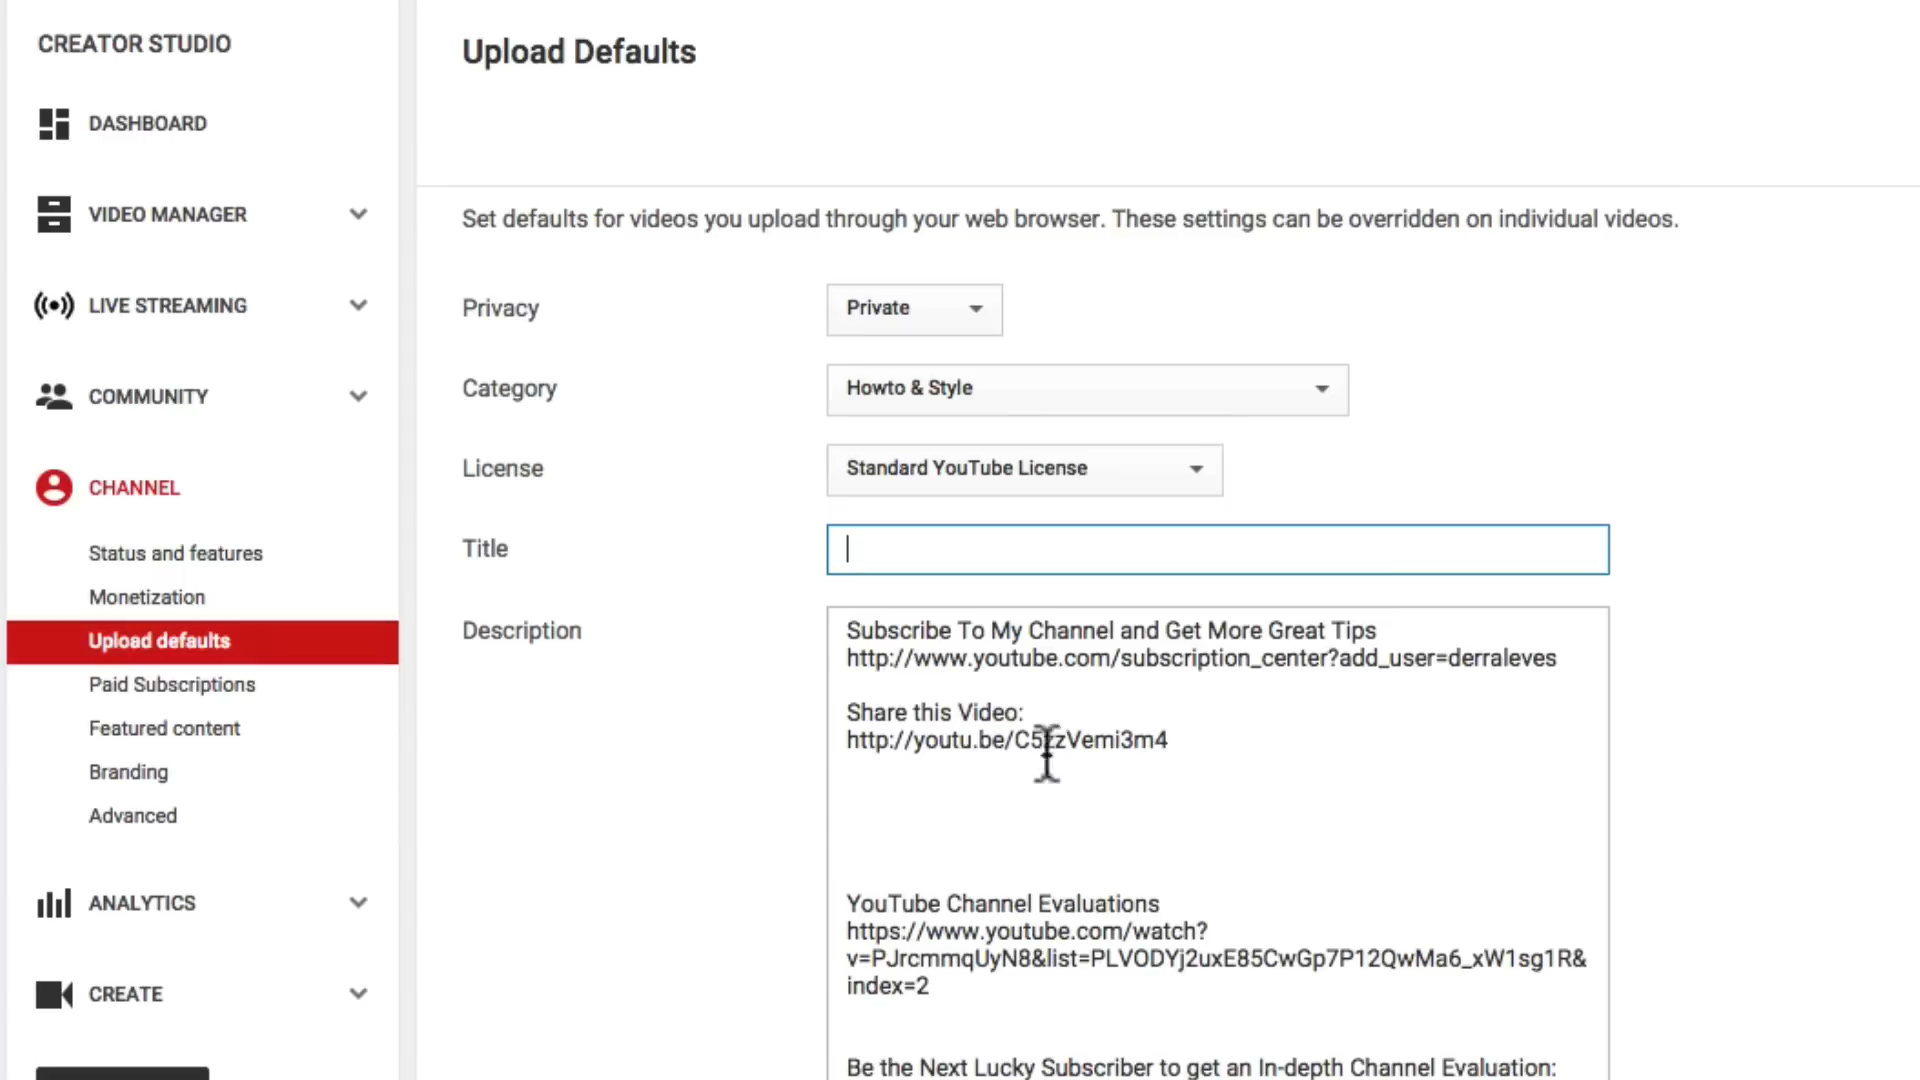 CREATOR STUDIO
DASHBOARD
VIDEO MANAGER
LIVE STREAMING
COMMUNITY
CHANNEL
Status and features
Monetization
Upload defaults
Paid Subscriptions
Featured content
Branding
Advanced
ANALYTICS
CREATE
Upload Defaults
Set defaults for videos you upload through your web browser. These settings can be overridden on individual videos.
Privacy
Private
Category
Howto & Style
License
Standard YouTube License
Title
Description
Subscribe To My Channel and Get More Great Tips
http://www.youtube.com/subscription_center?add_user=derraleves
Share this Video:
YouTube Channel Evaluations
https://www.youtube.com/watch?
v=PJrcmmqUyN8&list=PLVODYj2uxE85CwGp7P12QwMa6_xW1sg1R&
index=2
Be the Next Lucky Subscriber to get an In-depth Channel Evaluation: